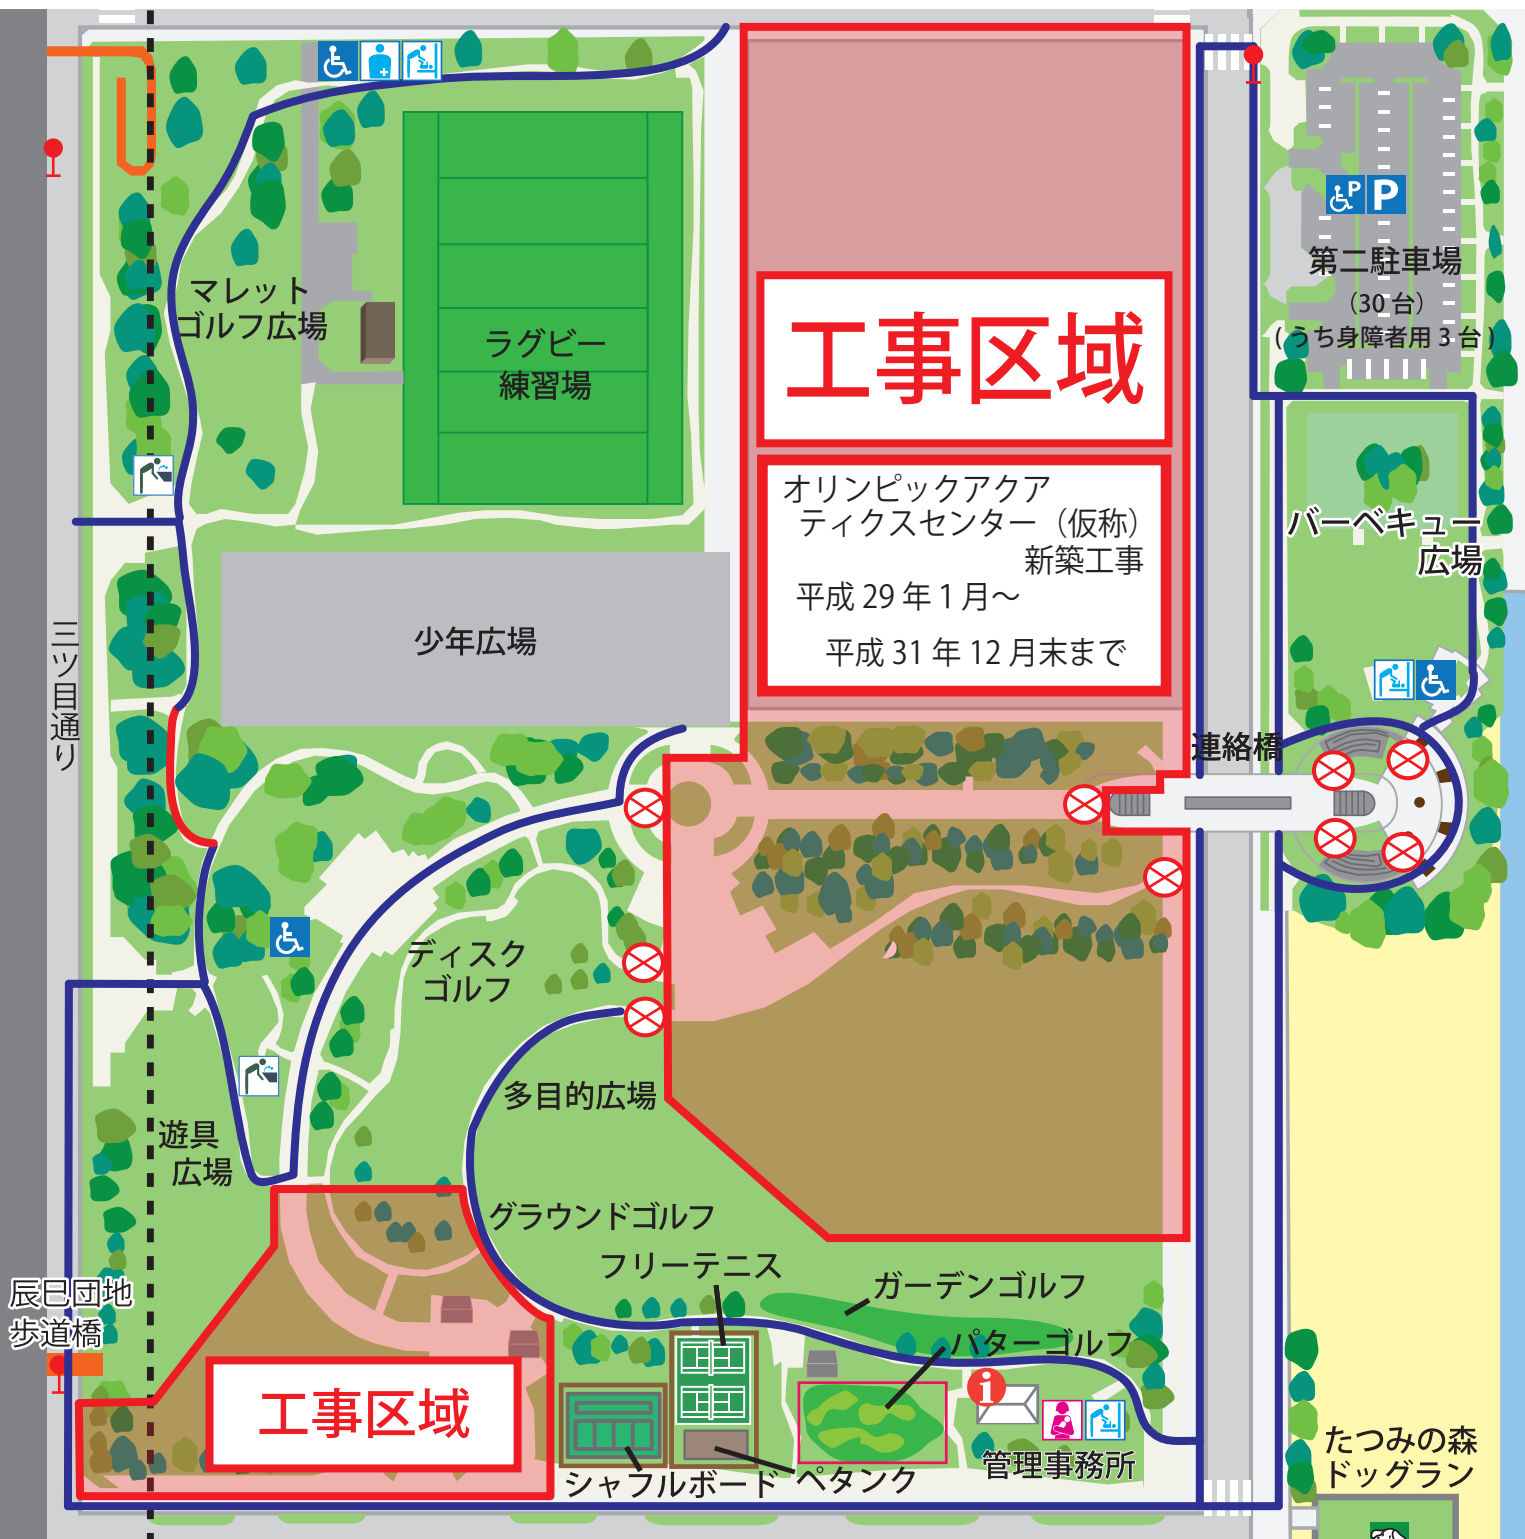 マレット
ゴルフ広場
ラグビー
練習場
工事区域
オリンピックアクア
ティクスセンター（仮称）
新築工事
平成 29 年 1 月～
平成 31 年 12 月末まで
P
P
第二駐車場
（30 台）
( うち身障者用 3 台 )
バーベキュー
広場
少年広場
三ツ目通り
連絡橋
ディスク
ゴルフ
多目的広場
遊具
広場
グラウンドゴルフ
フリーテニス
ガーデンゴルフ
パターゴルフ
辰巳団地
歩道橋
工事区域
i
管理事務所
シャフルボード
ペタンク
たつみの森
ドッグラン